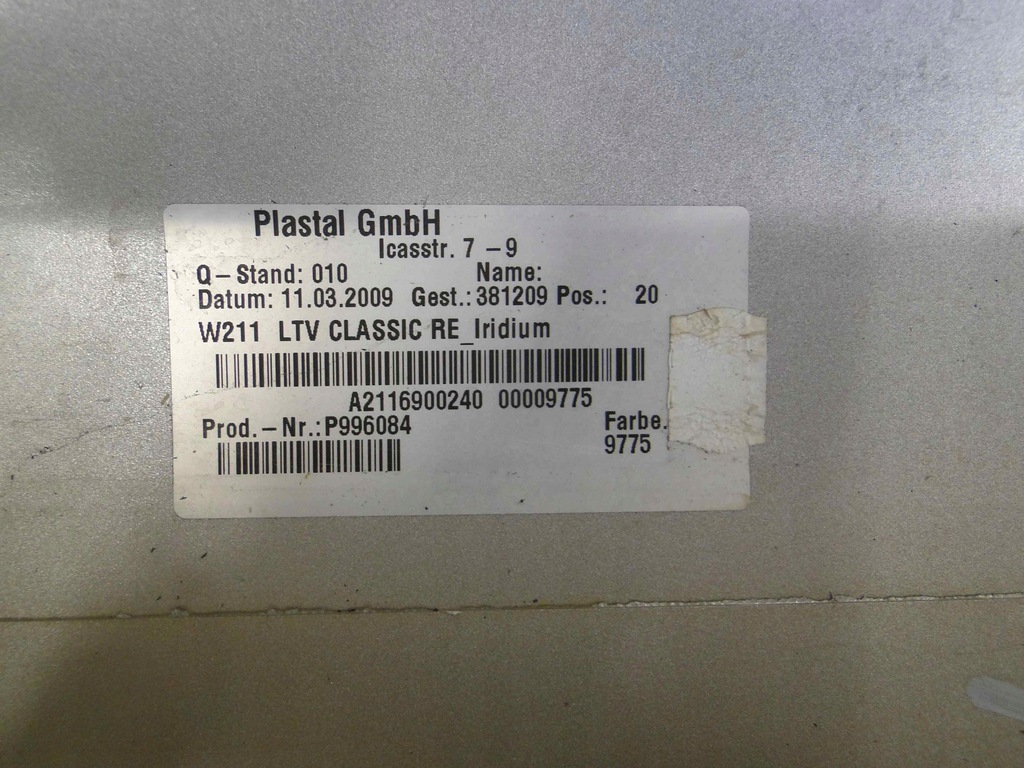 Plastal GmbH
Icasstr. 7 – 9
Q – Stand: 010 Name:
Datum: 11.03.2009 Gest.: 381209 Pos.: 20
W211 LTV CLASSIC RE_Iridium
A2116900240 00009775
Prod. – Nr.: P996084 Farbe.
9775